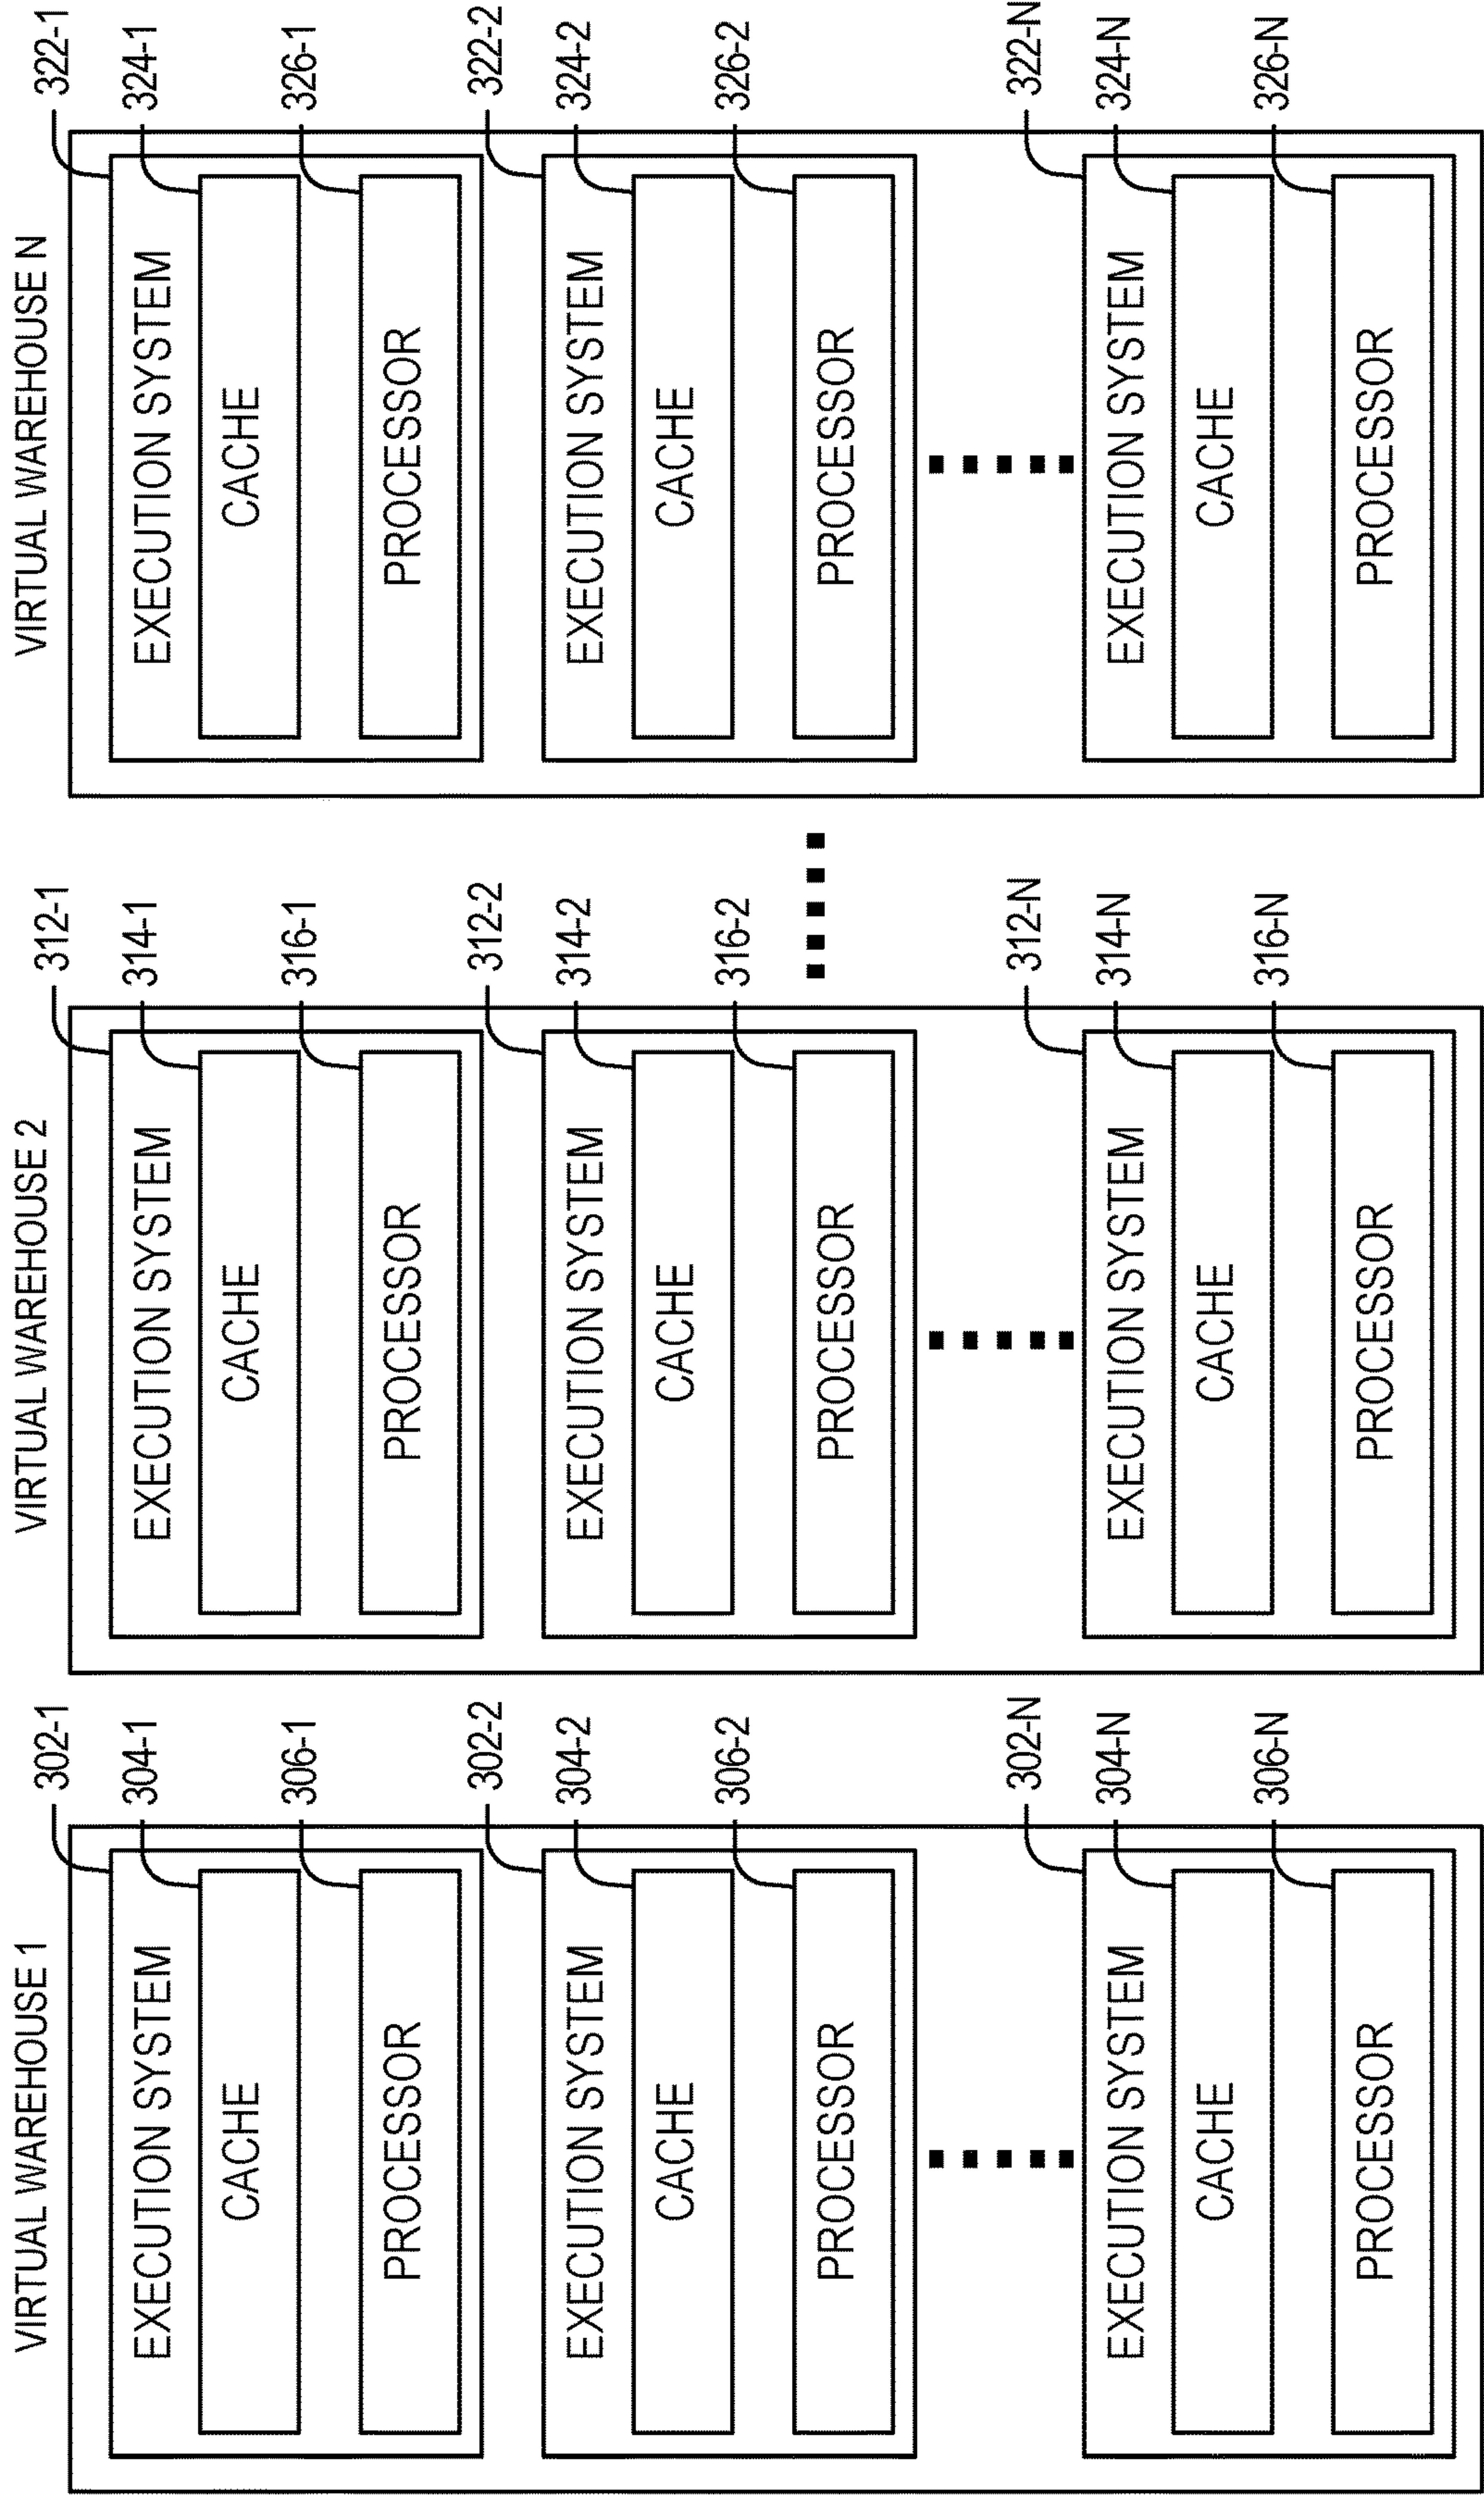 VIRTUAL WAREHOUSE 1
302-1
EXECUTION SYSTEM
304-1
CACHE
306-1
PROCESSOR
302-2
EXECUTION SYSTEM
304-2
CACHE
306-2
PROCESSOR
302-N
EXECUTION SYSTEM
304-N
CACHE
306-N
PROCESSOR
VIRTUAL WAREHOUSE 2
312-1
EXECUTION SYSTEM
314-1
CACHE
316-1
PROCESSOR
312-2
EXECUTION SYSTEM
314-2
CACHE
316-2
PROCESSOR
312-N
EXECUTION SYSTEM
314-N
CACHE
316-N
PROCESSOR
VIRTUAL WAREHOUSE N
322-1
EXECUTION SYSTEM
324-1
CACHE
326-1
PROCESSOR
322-2
EXECUTION SYSTEM
324-2
CACHE
326-2
PROCESSOR
322-N
EXECUTION SYSTEM
324-N
CACHE
326-N
PROCESSOR